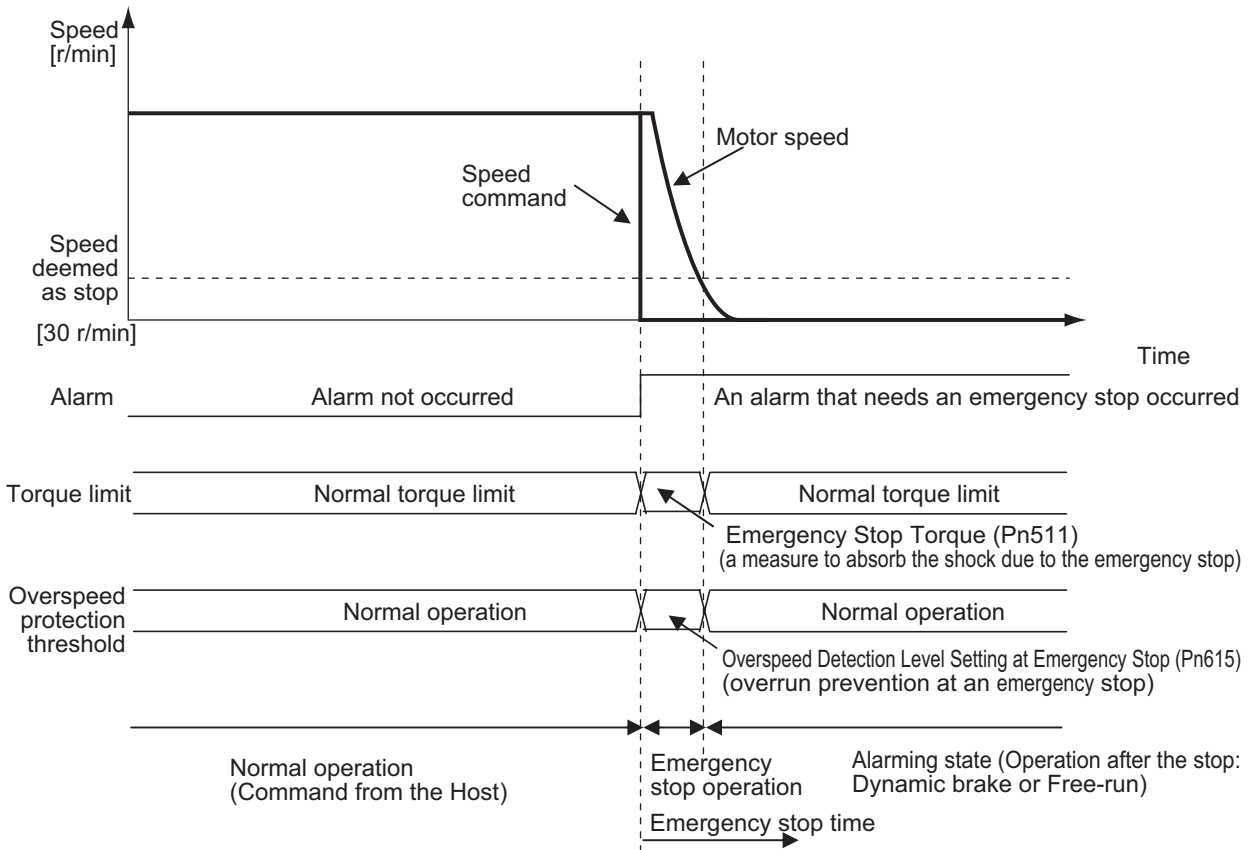 Speed
[r/min]
Motor speed
Speed
command
Speed
deemed
as stop
[30 r/min]
Time
Alarm
Alarm not occurred
An alarm that needs an emergency stop occurred
Torque limit
Normal torque limit
Normal torque limit
Emergency Stop Torque (Pn511)
(a measure to absorb the shock due to the emergency stop)
Overspeed
protection
threshold
Normal operation
Normal operation
Overspeed Detection Level Setting at Emergency Stop (Pn615)
(overrun prevention at an emergency stop)
Normal operation
(Command from the Host)
Emergency
stop operation
Alarming state (Operation after the stop:
Dynamic brake or Free-run)
Emergency stop time